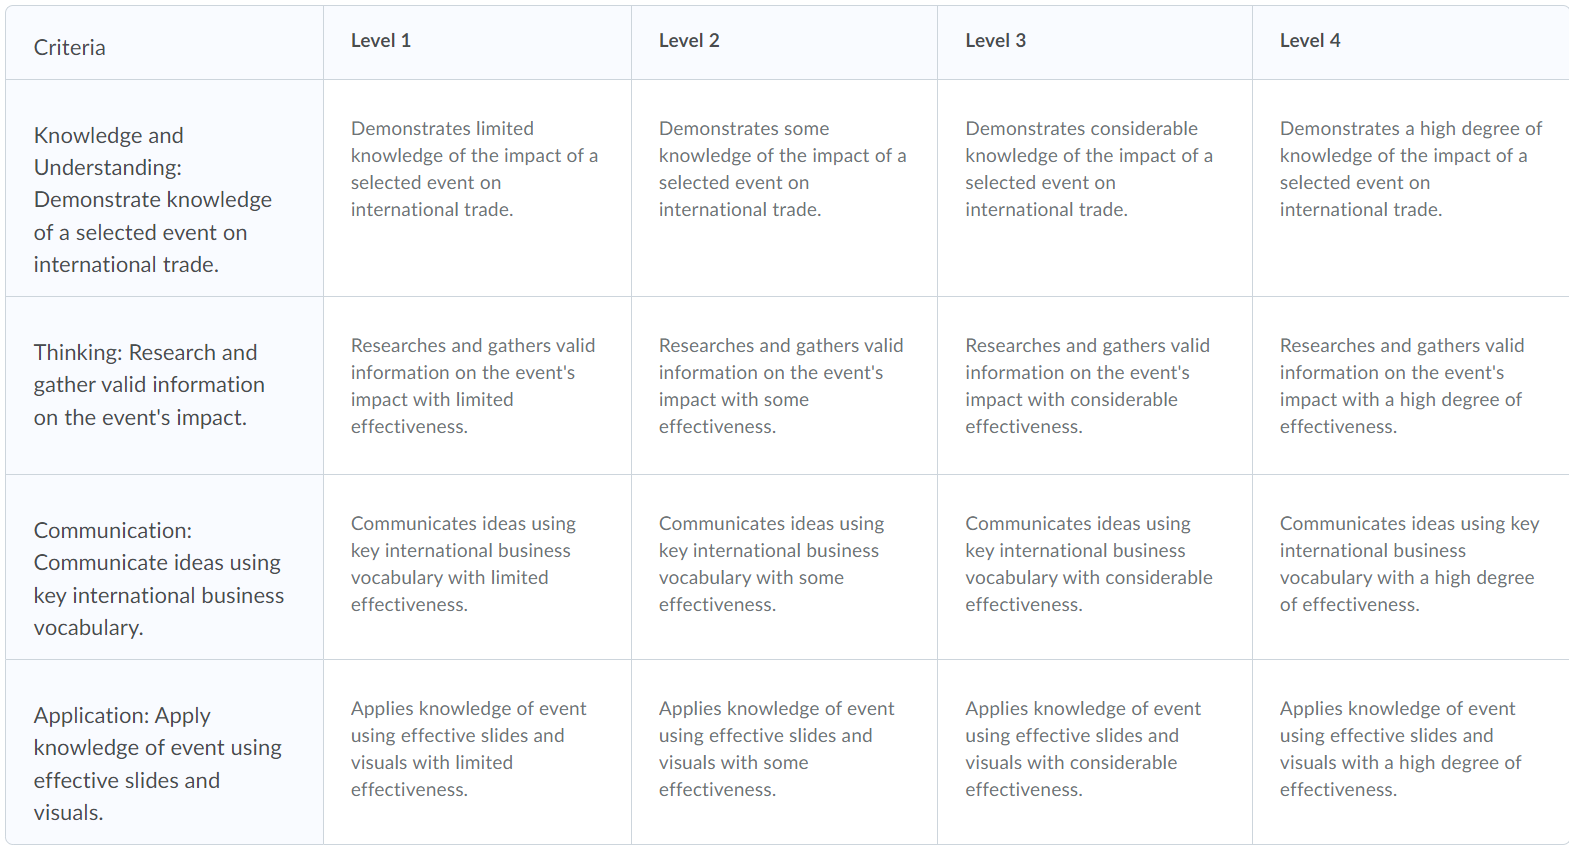 Criteria
Level 1
Level 2
Level 3
Level 4
Knowledge and
Understanding:
Demonstrate knowledge
of a selected event on
international trade.
Demonstrates limited
knowledge of the impact of a
selected event on
international trade.
Demonstrates some
knowledge of the impact of a
selected event on
international trade.
Demonstrates considerable
knowledge of the impact of a
selected event on
international trade.
Demonstrates a high degree of
knowledge of the impact of a
selected event on
international trade.
Thinking: Research and
gather valid information
on the event's impact.
Researches and gathers valid
information on the event's
impact with limited
effectiveness.
Researches and gathers valid
information on the event's
impact with some
effectiveness.
Researches and gathers valid
information on the event's
impact with considerable
effectiveness.
Researches and gathers valid
information on the event's
impact with a high degree of
effectiveness.
Communication:
Communicate ideas using
key international business
vocabulary.
Communicates ideas using
key international business
vocabulary with limited
effectiveness.
Communicates ideas using
key international business
vocabulary with some
effectiveness.
Communicates ideas using
key international business
vocabulary with considerable
effectiveness.
Communicates ideas using key
international business
vocabulary with a high degree
of effectiveness.
Application: Apply
knowledge of event using
effective slides and
visuals.
Applies knowledge of event
using effective slides and
visuals with limited
effectiveness.
Applies knowledge of event
using effective slides and
visuals with some
effectiveness.
Applies knowledge of event
using effective slides and
visuals with considerable
effectiveness.
Applies knowledge of event
using effective slides and
visuals with a high degree of
effectiveness.